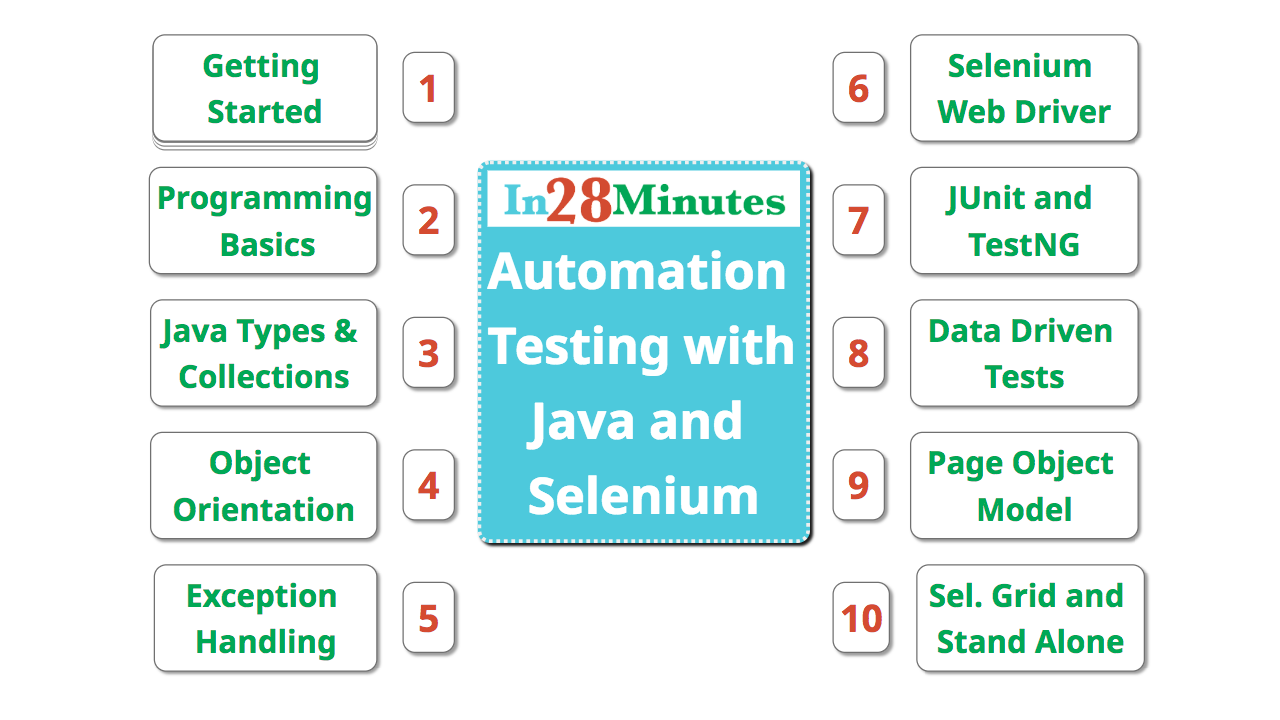 Getting
Started
1
Programming
Basics
2
Java Types &
Collections
3
Object
Orientation
4
Exception
Handling
5
In28Minutes
Automation
Testing with
Java and
Selenium
6
Selenium
Web Driver
7
JUnit and
TestNG
8
Data Driven
Tests
9
Page Object
Model
10
Sel. Grid and
Stand Alone